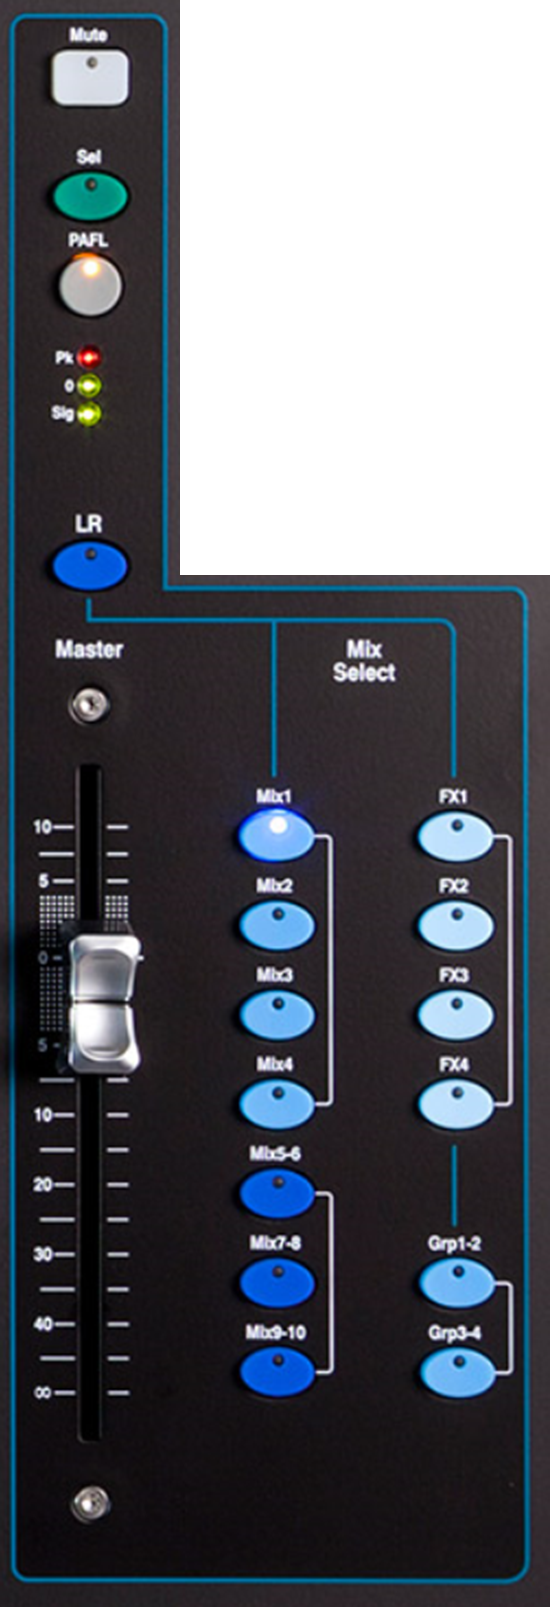 Mute
Sel
PAFL
Pk
0
Sig
LR
Master
Mix
Select
Mix1
FX1
10
5
Mix2
FX2
0
Mix3
FX3
5
Mix4
FX4
10
Mix5-6
20
Mix7-8
Grp1-2
30
40
Mix9-10
Grp3-4
∞